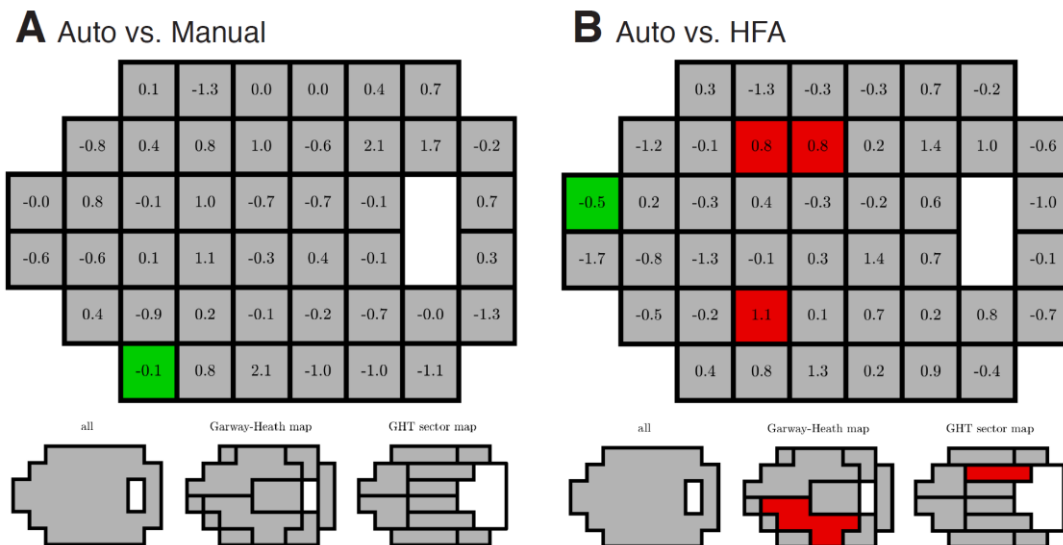 A Auto vs. Manual
0.1 -1.3 0.0 0.0 0.4 0.7
-0.8 0.4 0.8 1.0 -0.6 2.1 1.7 -0.2
-0.0 0.8 -0.1 1.0 -0.7 -0.7 -0.1 0.7
-0.6 -0.6 0.1 1.1 -0.3 0.4 -0.1 0.3
0.4 -0.9 0.2 -0.1 -0.2 -0.7 -0.0 -1.3
-0.1 0.8 2.1 -1.0 -1.0 -1.1
all Garway-Heath map GHT sector map
B Auto vs. HFA
0.3 -1.3 -0.3 -0.3 0.7 -0.2
-1.2 -0.1 0.8 0.8 0.2 1.4 1.0 -0.6
-0.5 0.2 -0.3 0.4 -0.3 -0.2 0.6 -1.0
-1.7 -0.8 -1.3 -0.1 0.3 1.4 0.7 -0.1
-0.5 -0.2 1.1 0.1 0.7 0.2 0.8 -0.7
0.4 0.8 1.3 0.2 0.9 -0.4
all Garway-Heath map GHT sector map